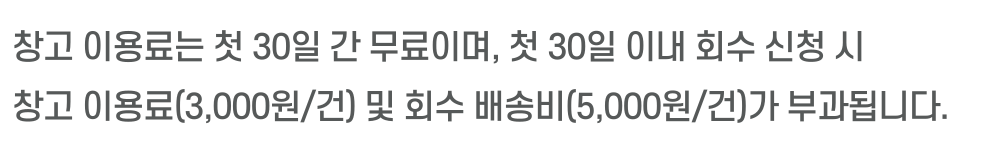 창고 이용료는 첫 30일 간 무료이며, 첫 30일 이내 회수 신청 시
창고 이용료(3,000원/건) 및 회수 배송비(5,000원/건)가 부과됩니다.